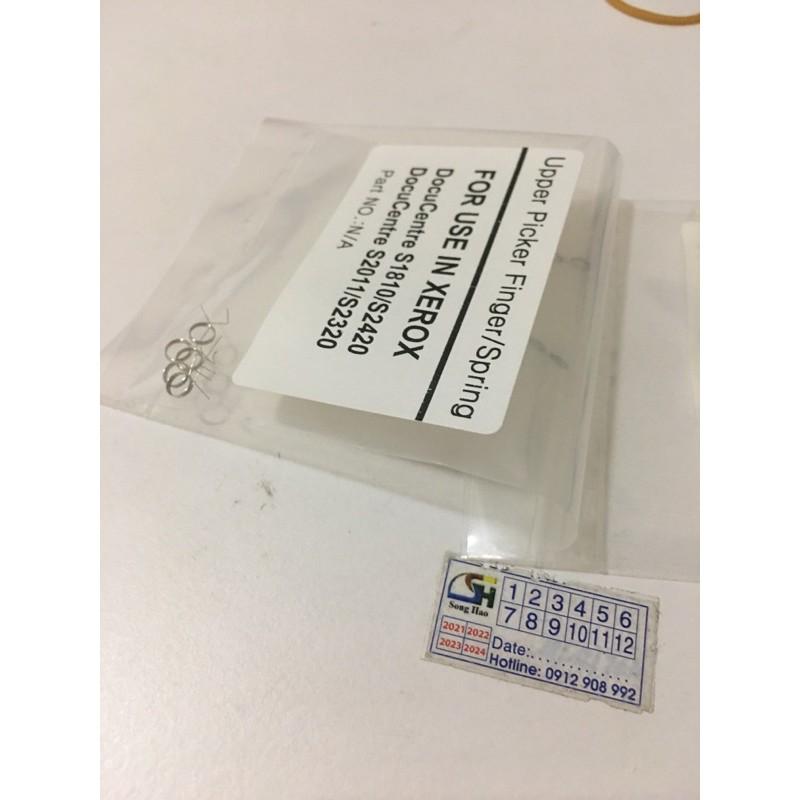 Upper Picker Finger/Spring
FOR USE IN XEROX
DocuCentre S1810/S2420
DocuCentre S2011/S2320
Part NO.:N/A
SH
Song Hao
1 2 3 4 5 6
7 8 9 10 11 12
2021 2022
2023 2024
Date:.............
Hotline: 0912 908 992